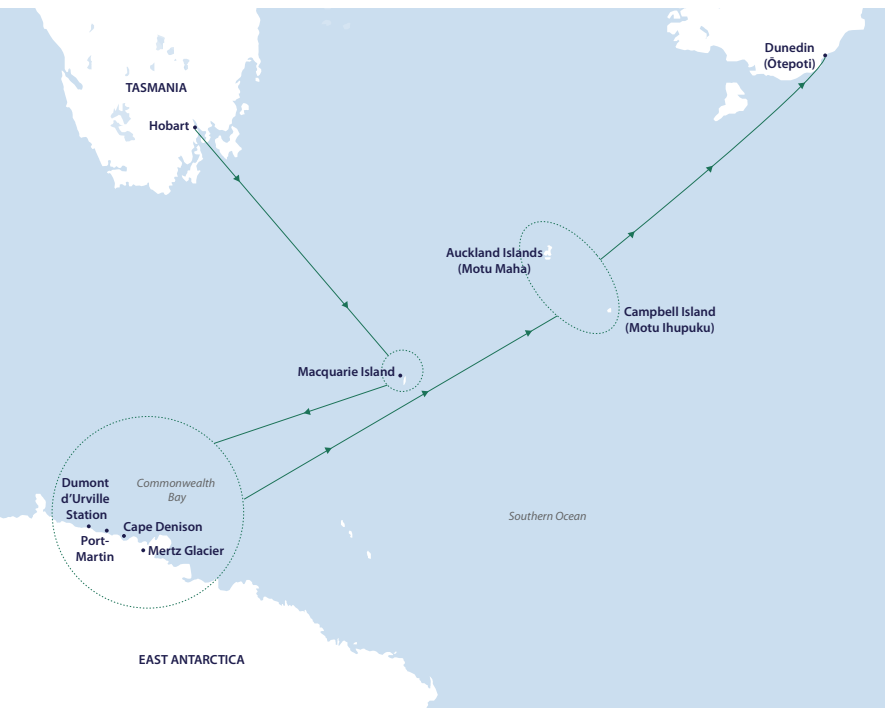 Dunedin
(Ōtepoti)
TASMANIA
Hobart
Auckland Islands
(Motu Maha)
Campbell Island
(Motu Ihupuku)
Macquarie Island
Dumont
d’Urville
Station
Commonwealth
Bay
Cape Denison
Port-
Martin
Mertz Glacier
Southern Ocean
EAST ANTARCTICA